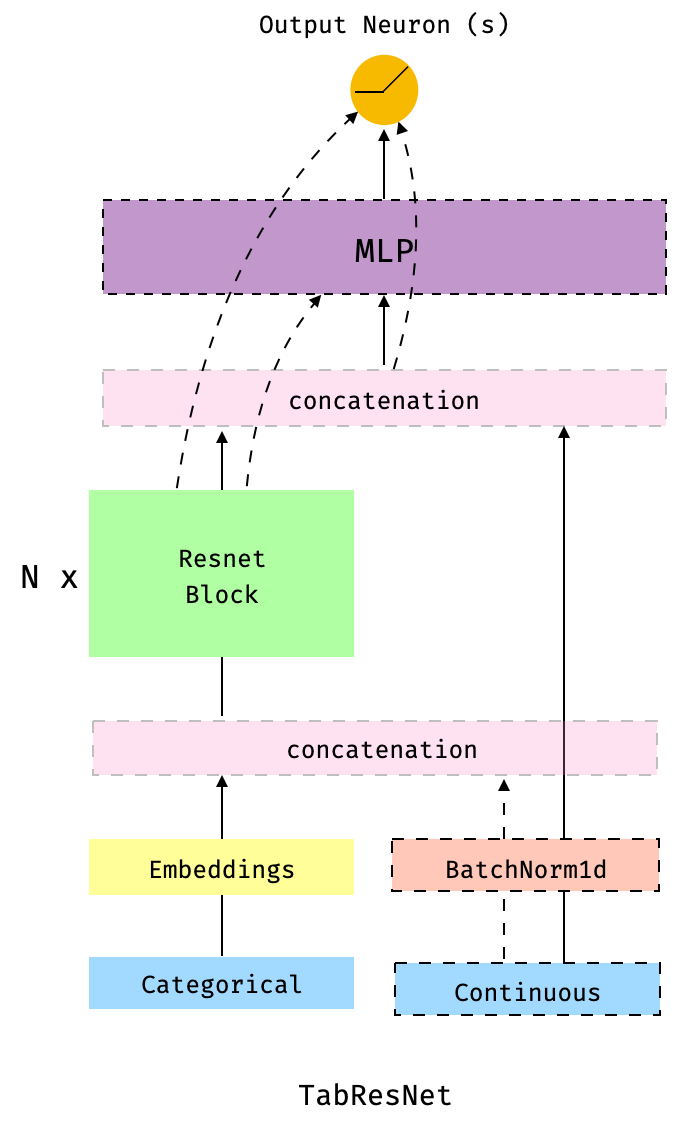 Output Neuron (s)
MLP
concatenation
N x
Resnet
Block
concatenation
Embeddings
BatchNorm1d
Categorical
Continuous
TabResNet